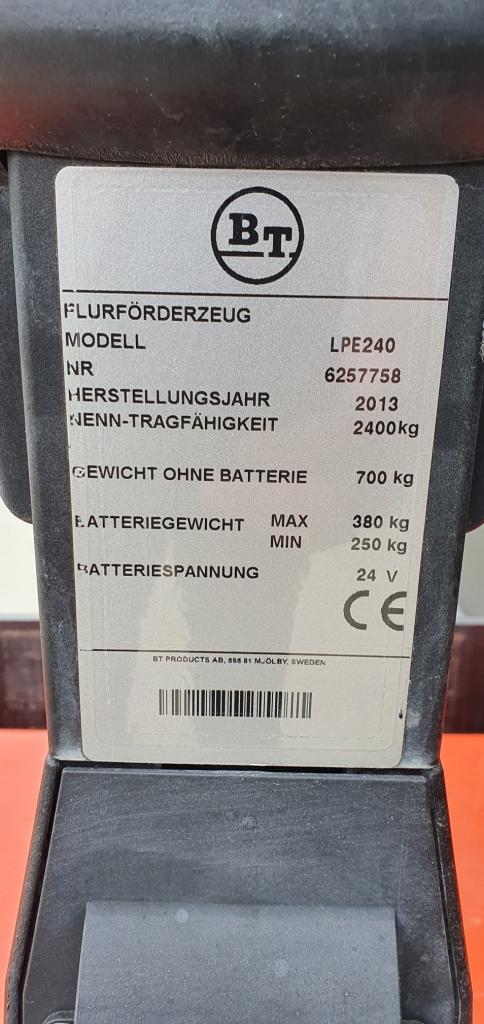 BT
FLURFÖRDERZEUG
MODELL LPE240
NR 6257758
HERSTELLUNGSJAHR 2013
NENN-TRAGFÄHIGKEIT 2400kg
GEWICHT OHNE BATTERIE 700 kg
BATTERIEGEWICHT MAX 380 kg
MIN 250 kg
BATTERIESPANNUNG 24 V
CE
BT PRODUCTS AB, 595 81 MJÖLBY, SWEDEN